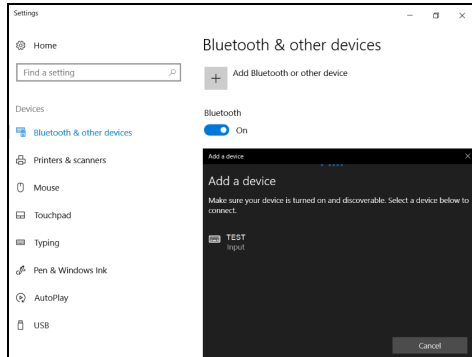 Settings
Home
Find a setting
Devices
Bluetooth & other devices
Printers & scanners
Mouse
Touchpad
Typing
Pen & Windows Ink
AutoPlay
USB
Bluetooth & other devices
Add Bluetooth or other device
Bluetooth
On
Add a device
Add a device
Make sure your device is turned on and discoverable. Select a device below to
connect.
TEST
Input
Cancel